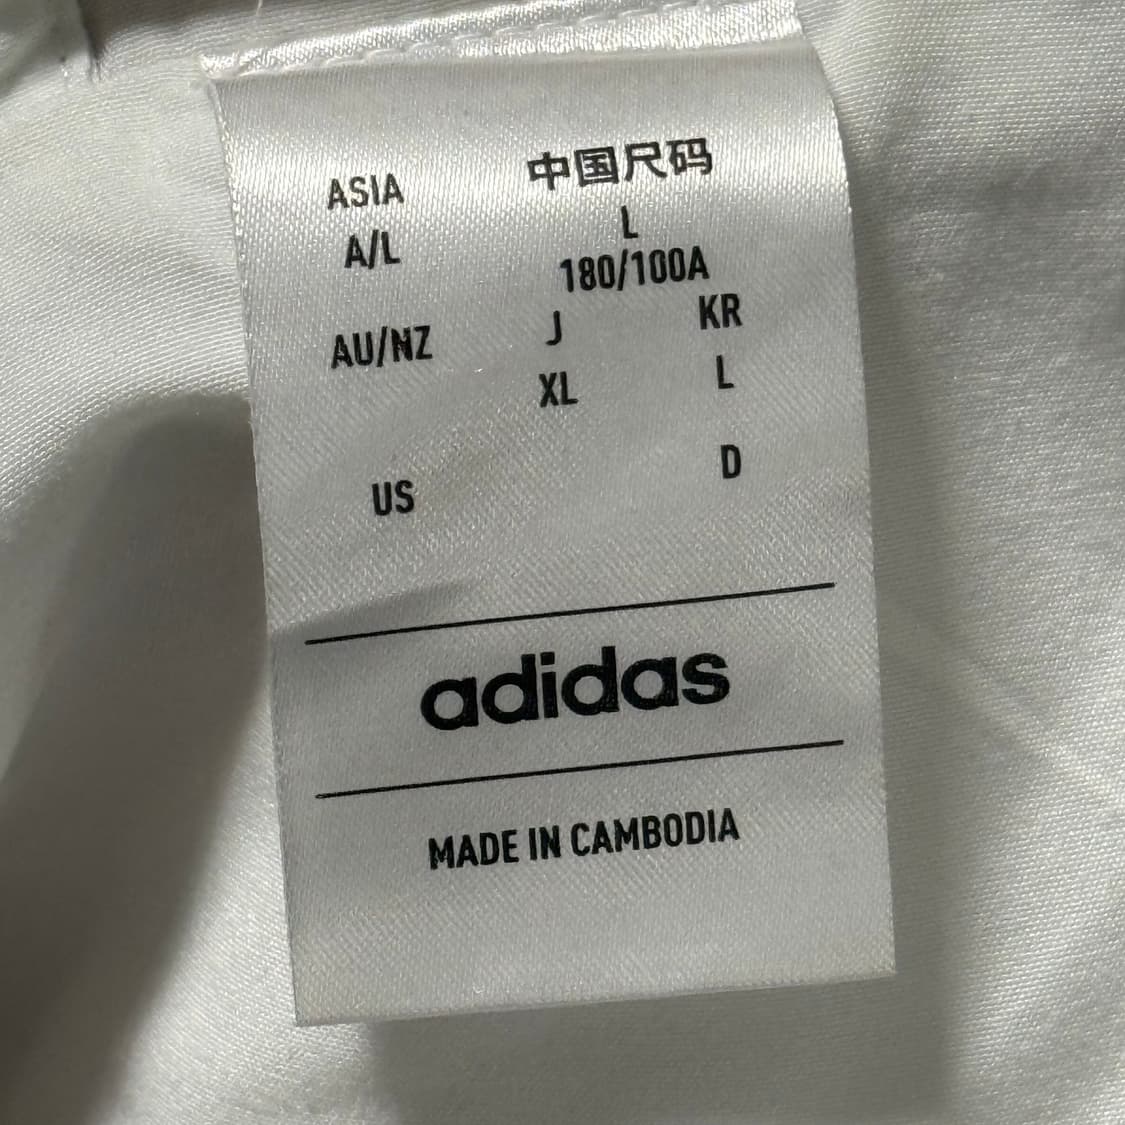 ASIA 中国尺码
A/L L
180/100A
AU/NZ J KR
XL L
US D
adidas
MADE IN CAMBODIA